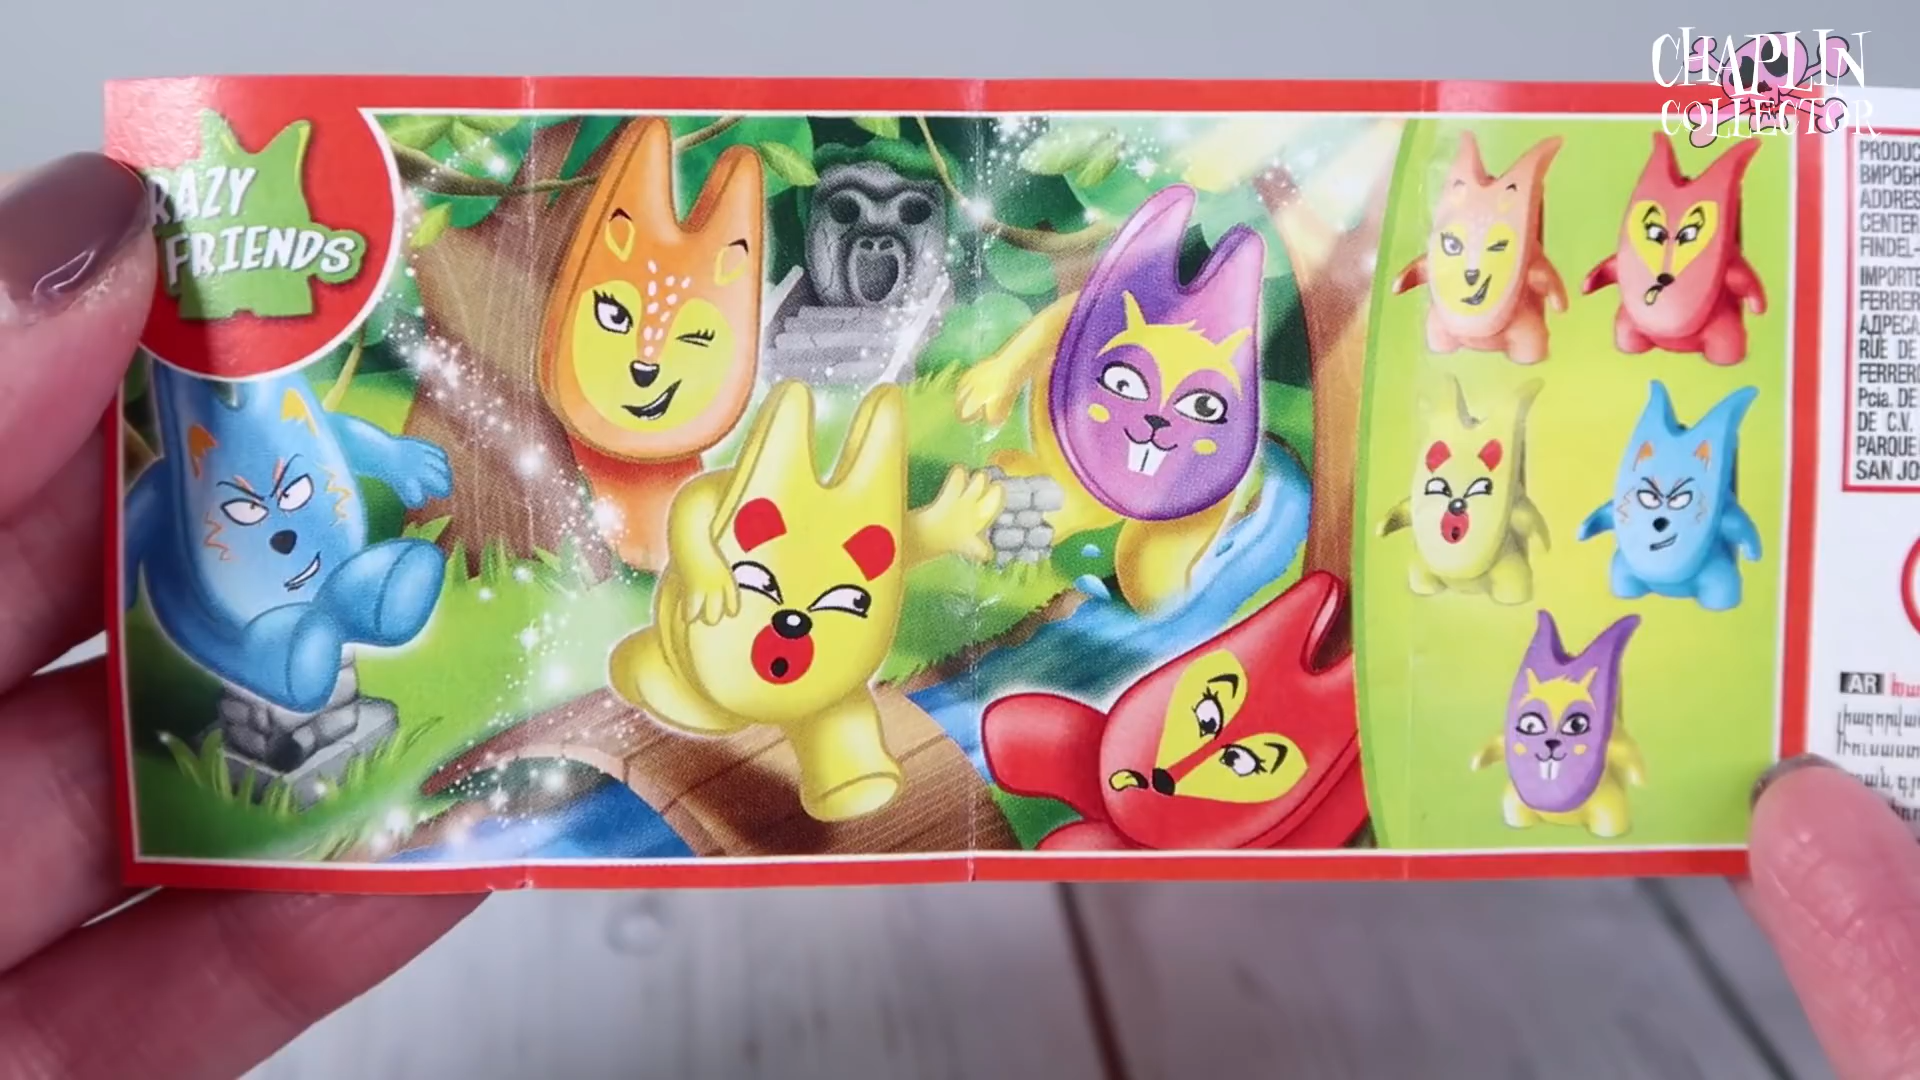 CHAPLIN
COLLECTOR
RAZY
FRIENDS
PRODUC
ВИРОБН
ADDRES
CENTER
FINDEL-
IMPORTE
FERRER
АДРЕСА
RUE DE
FERRERO
Pcia. DE
DE C.V.
PARQUE
SAN JO
AR